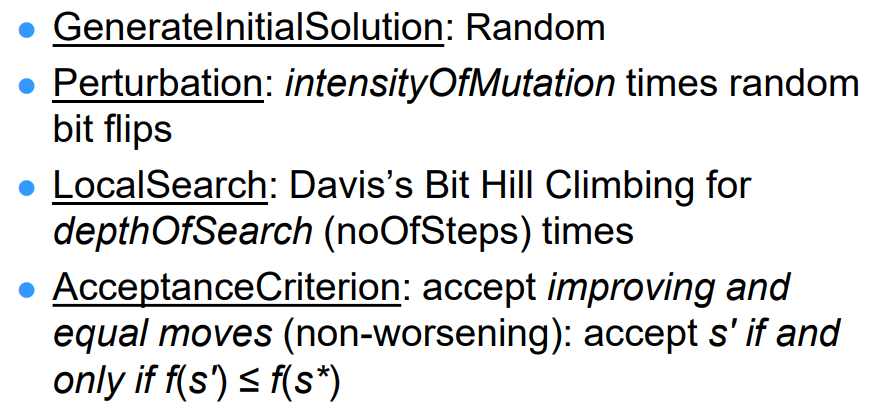 ● GenerateInitialSolution: Random
● Perturbation: intensityOfMutation times random
bit flips
● LocalSearch: Davis’s Bit Hill Climbing for
depthOfSearch (noOfSteps) times
● AcceptanceCriterion: accept improving and
equal moves (non-worsening): accept s' if and
only if f(s') ≤ f(s*)